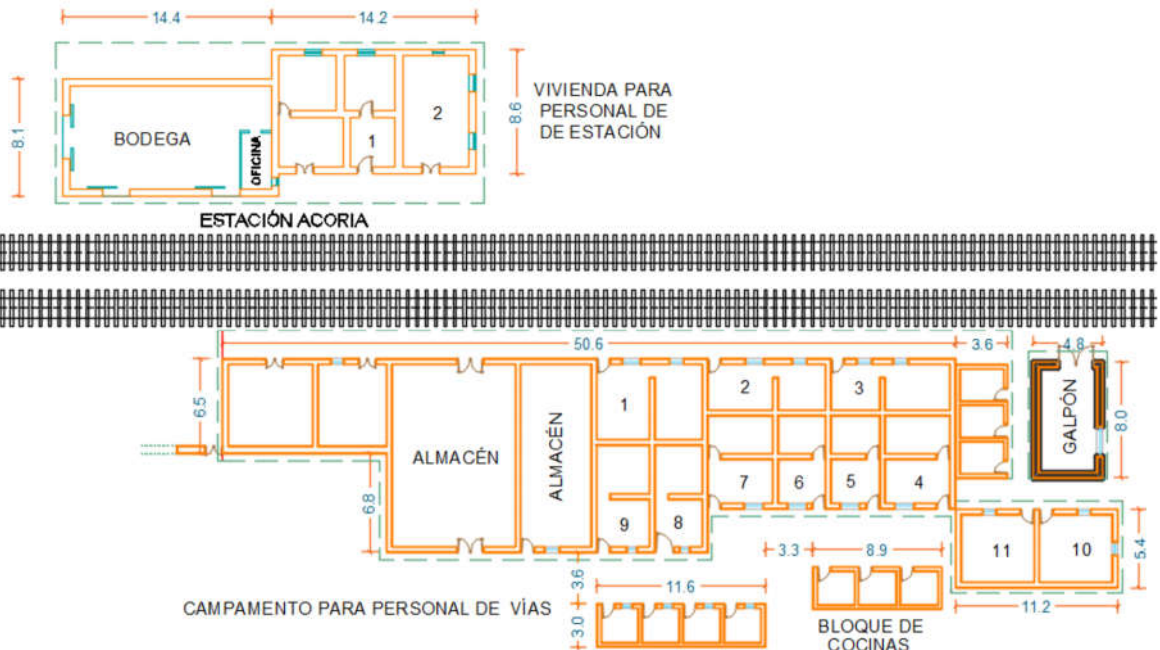 14.4
14.2
8.1
BODEGA
OFICINA
1
2
8.6
VIVIENDA PARA
PERSONAL DE
DE ESTACIÓN
ESTACIÓN ACORIA
50.6
3.6
4.8
6.5
6.8
ALMACÉN
ALMACÉN
1
2
3
7
6
5
4
9
8
GALPÓN
8.0
11
10
5.4
11.2
3.3
8.9
3.6
11.6
3.0
CAMPAMENTO PARA PERSONAL DE VÍAS
BLOQUE DE
COCINAS